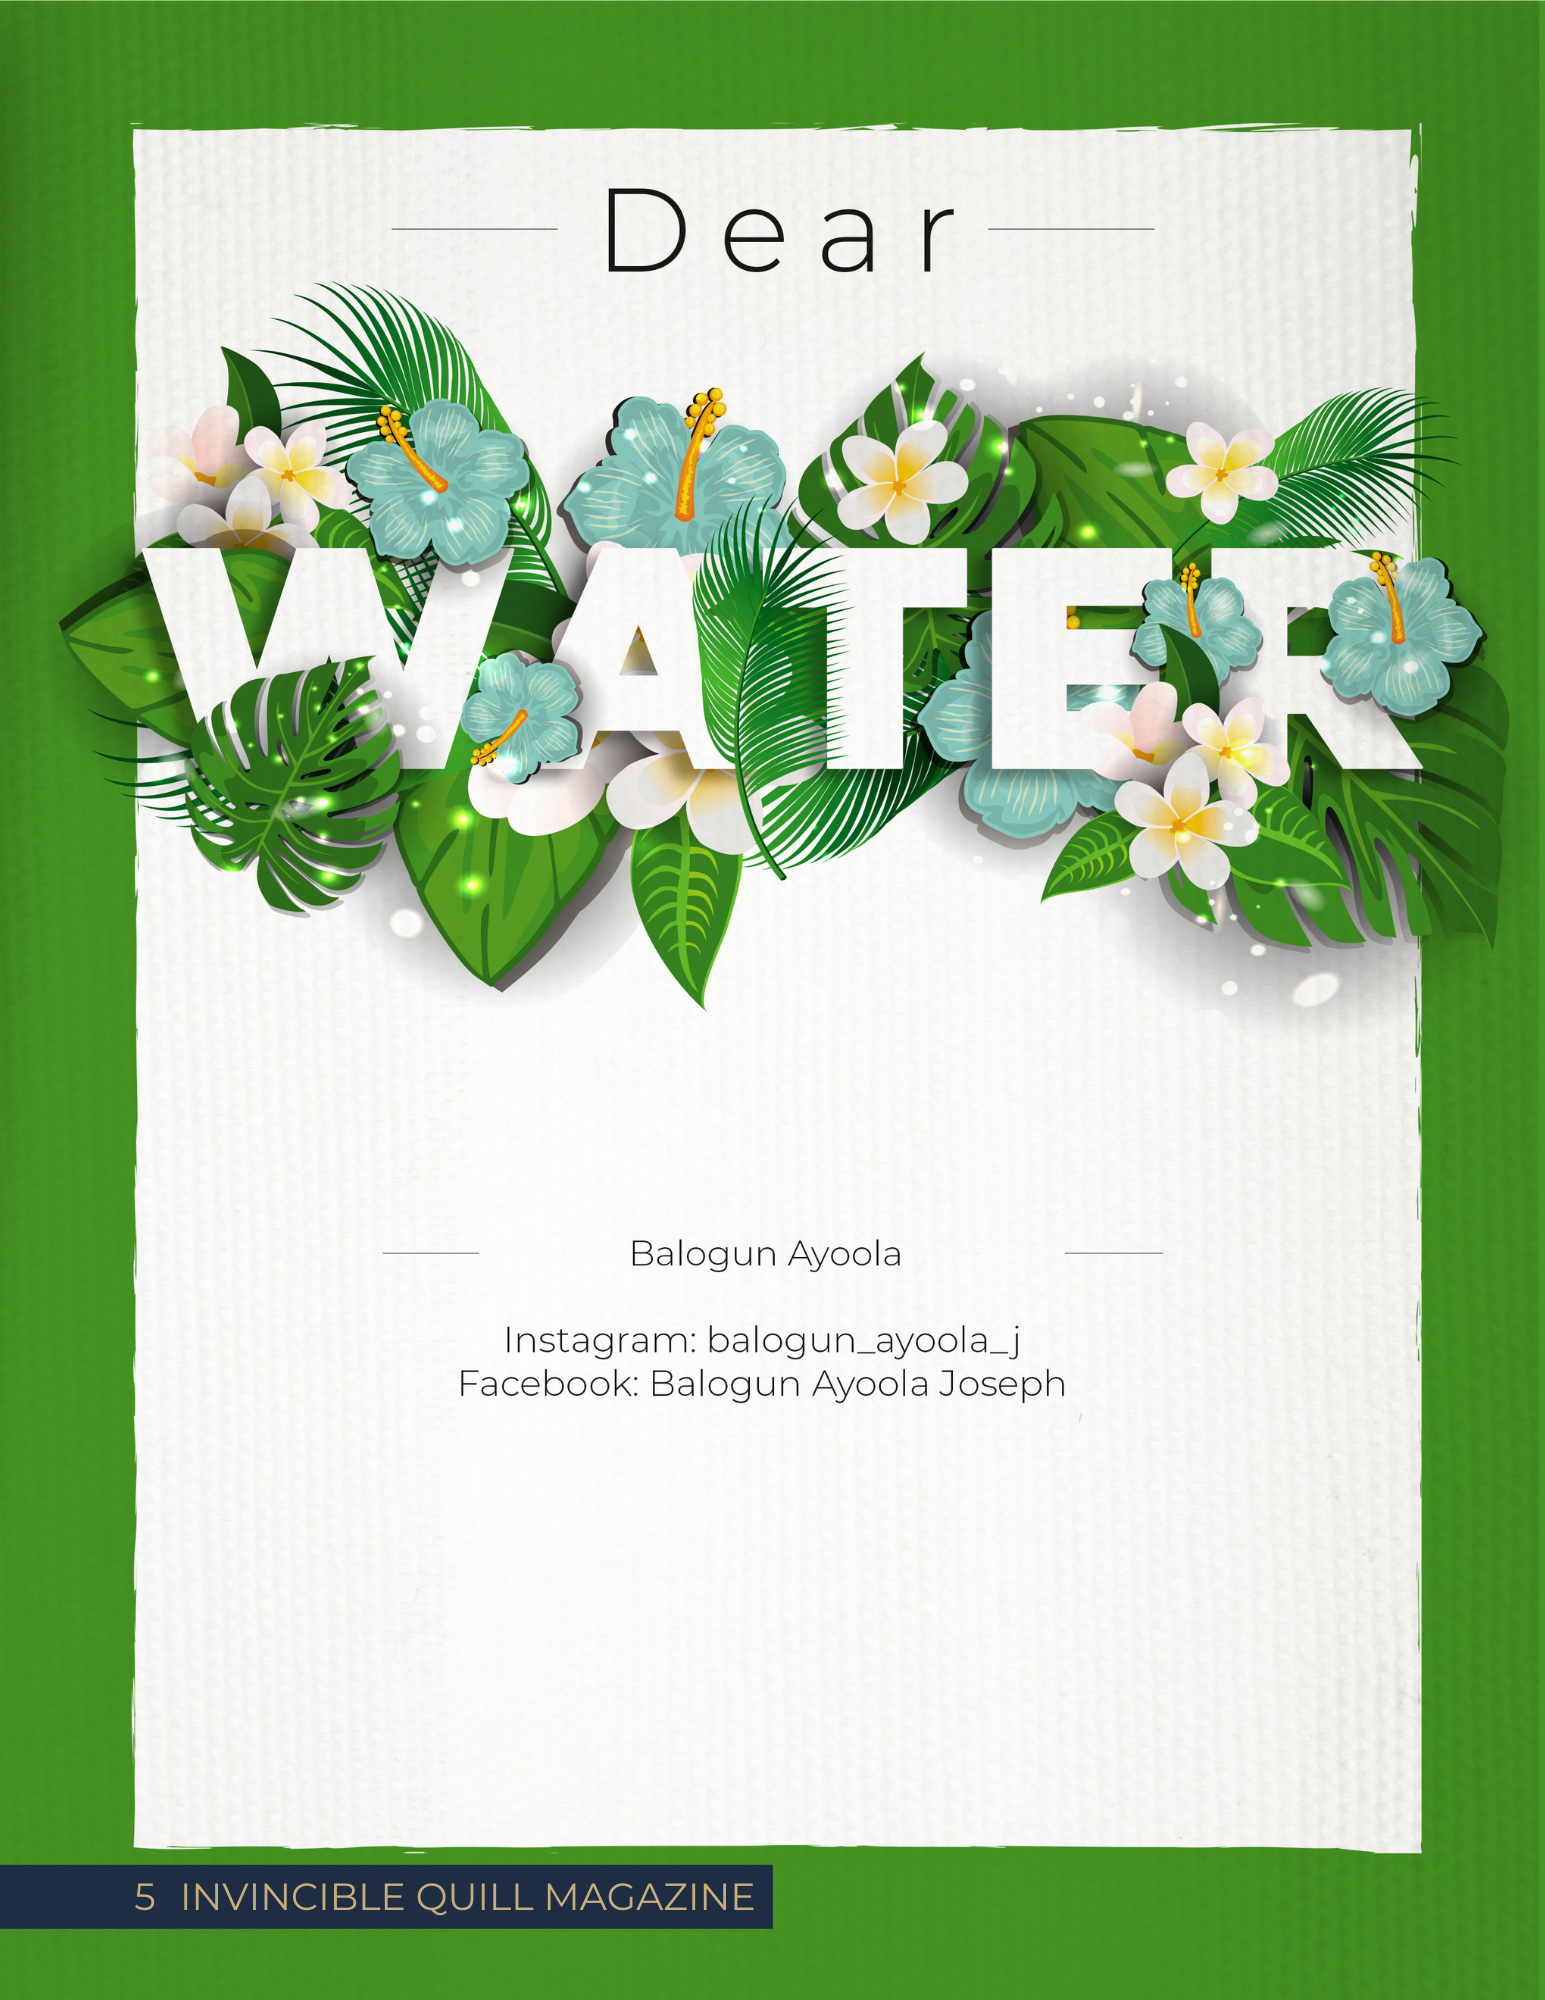 Dear
WATER
Balogun Ayoola
Instagram: balogun_ayoola_j
Facebook: Balogun Ayoola Joseph
5 INVINCIBLE QUILL MAGAZINE